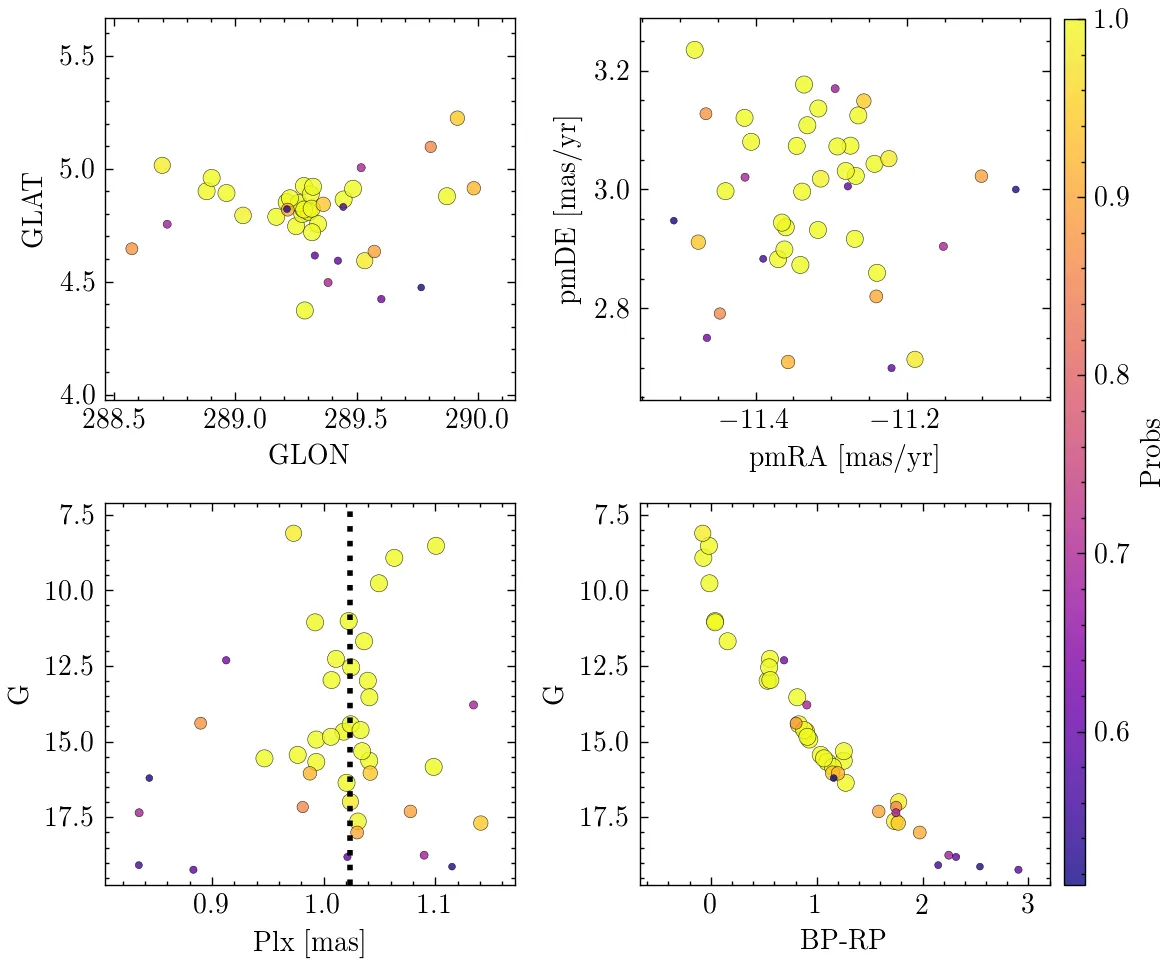 5.5
5.0
4.5
4.0
GLAT
288.5 289.0 289.5 290.0
GLON
3.2
3.0
2.8
pmDE [mas/yr]
−11.4 −11.2
pmRA [mas/yr]
7.5
10.0
12.5
15.0
17.5
G
0.9 1.0 1.1
Plx [mas]
7.5
10.0
12.5
15.0
17.5
G
0 1 2 3
BP-RP
1.0
0.9
0.8
0.7
0.6
Probs